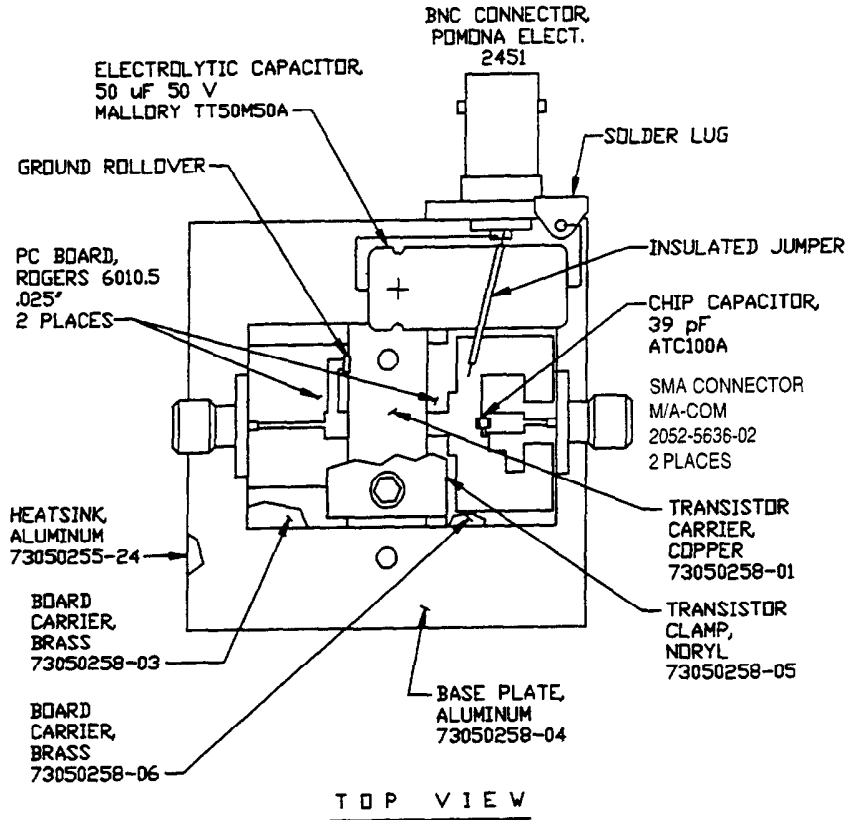 BNC CONNECTOR,
POMONA ELECT.
2451
ELECTROLYTIC CAPACITOR,
50 uF 50 V
MALLORY TT50M50A
SOLDER LUG
GROUND ROLLOVER
PC BOARD,
ROGERS 6010.5
.025"
2 PLACES
INSULATED JUMPER
CHIP CAPACITOR,
39 pF
ATC100A
SMA CONNECTOR
M/A-COM
2052-5636-02
2 PLACES
TRANSISTOR
CARRIER,
COPPER
73050258-01
HEATSINK,
ALUMINUM
73050255-24
BOARD
CARRIER,
BRASS
73050258-03
TRANSISTOR
CLAMP,
NORYL
73050258-05
BASE PLATE,
ALUMINUM
73050258-04
BOARD
CARRIER,
BRASS
73050258-06
TOP VIEW